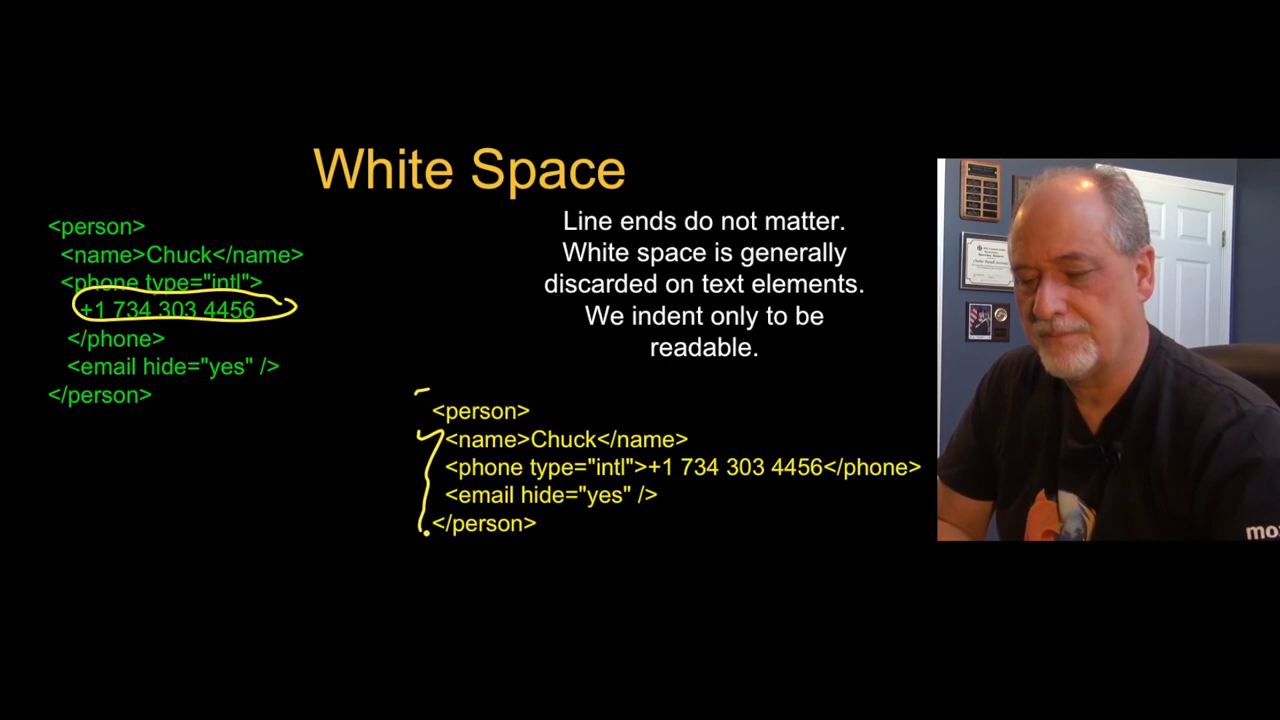 White Space
<person>
<name>Chuck</name>
<phone type="intl">
+1 734 303 4456
</phone>
<email hide="yes" />
</person>
Line ends do not matter.
White space is generally
discarded on text elements.
We indent only to be
readable.
<person>
<name>Chuck</name>
<phone type="intl">+1 734 303 4456</phone>
<email hide="yes" />
</person>